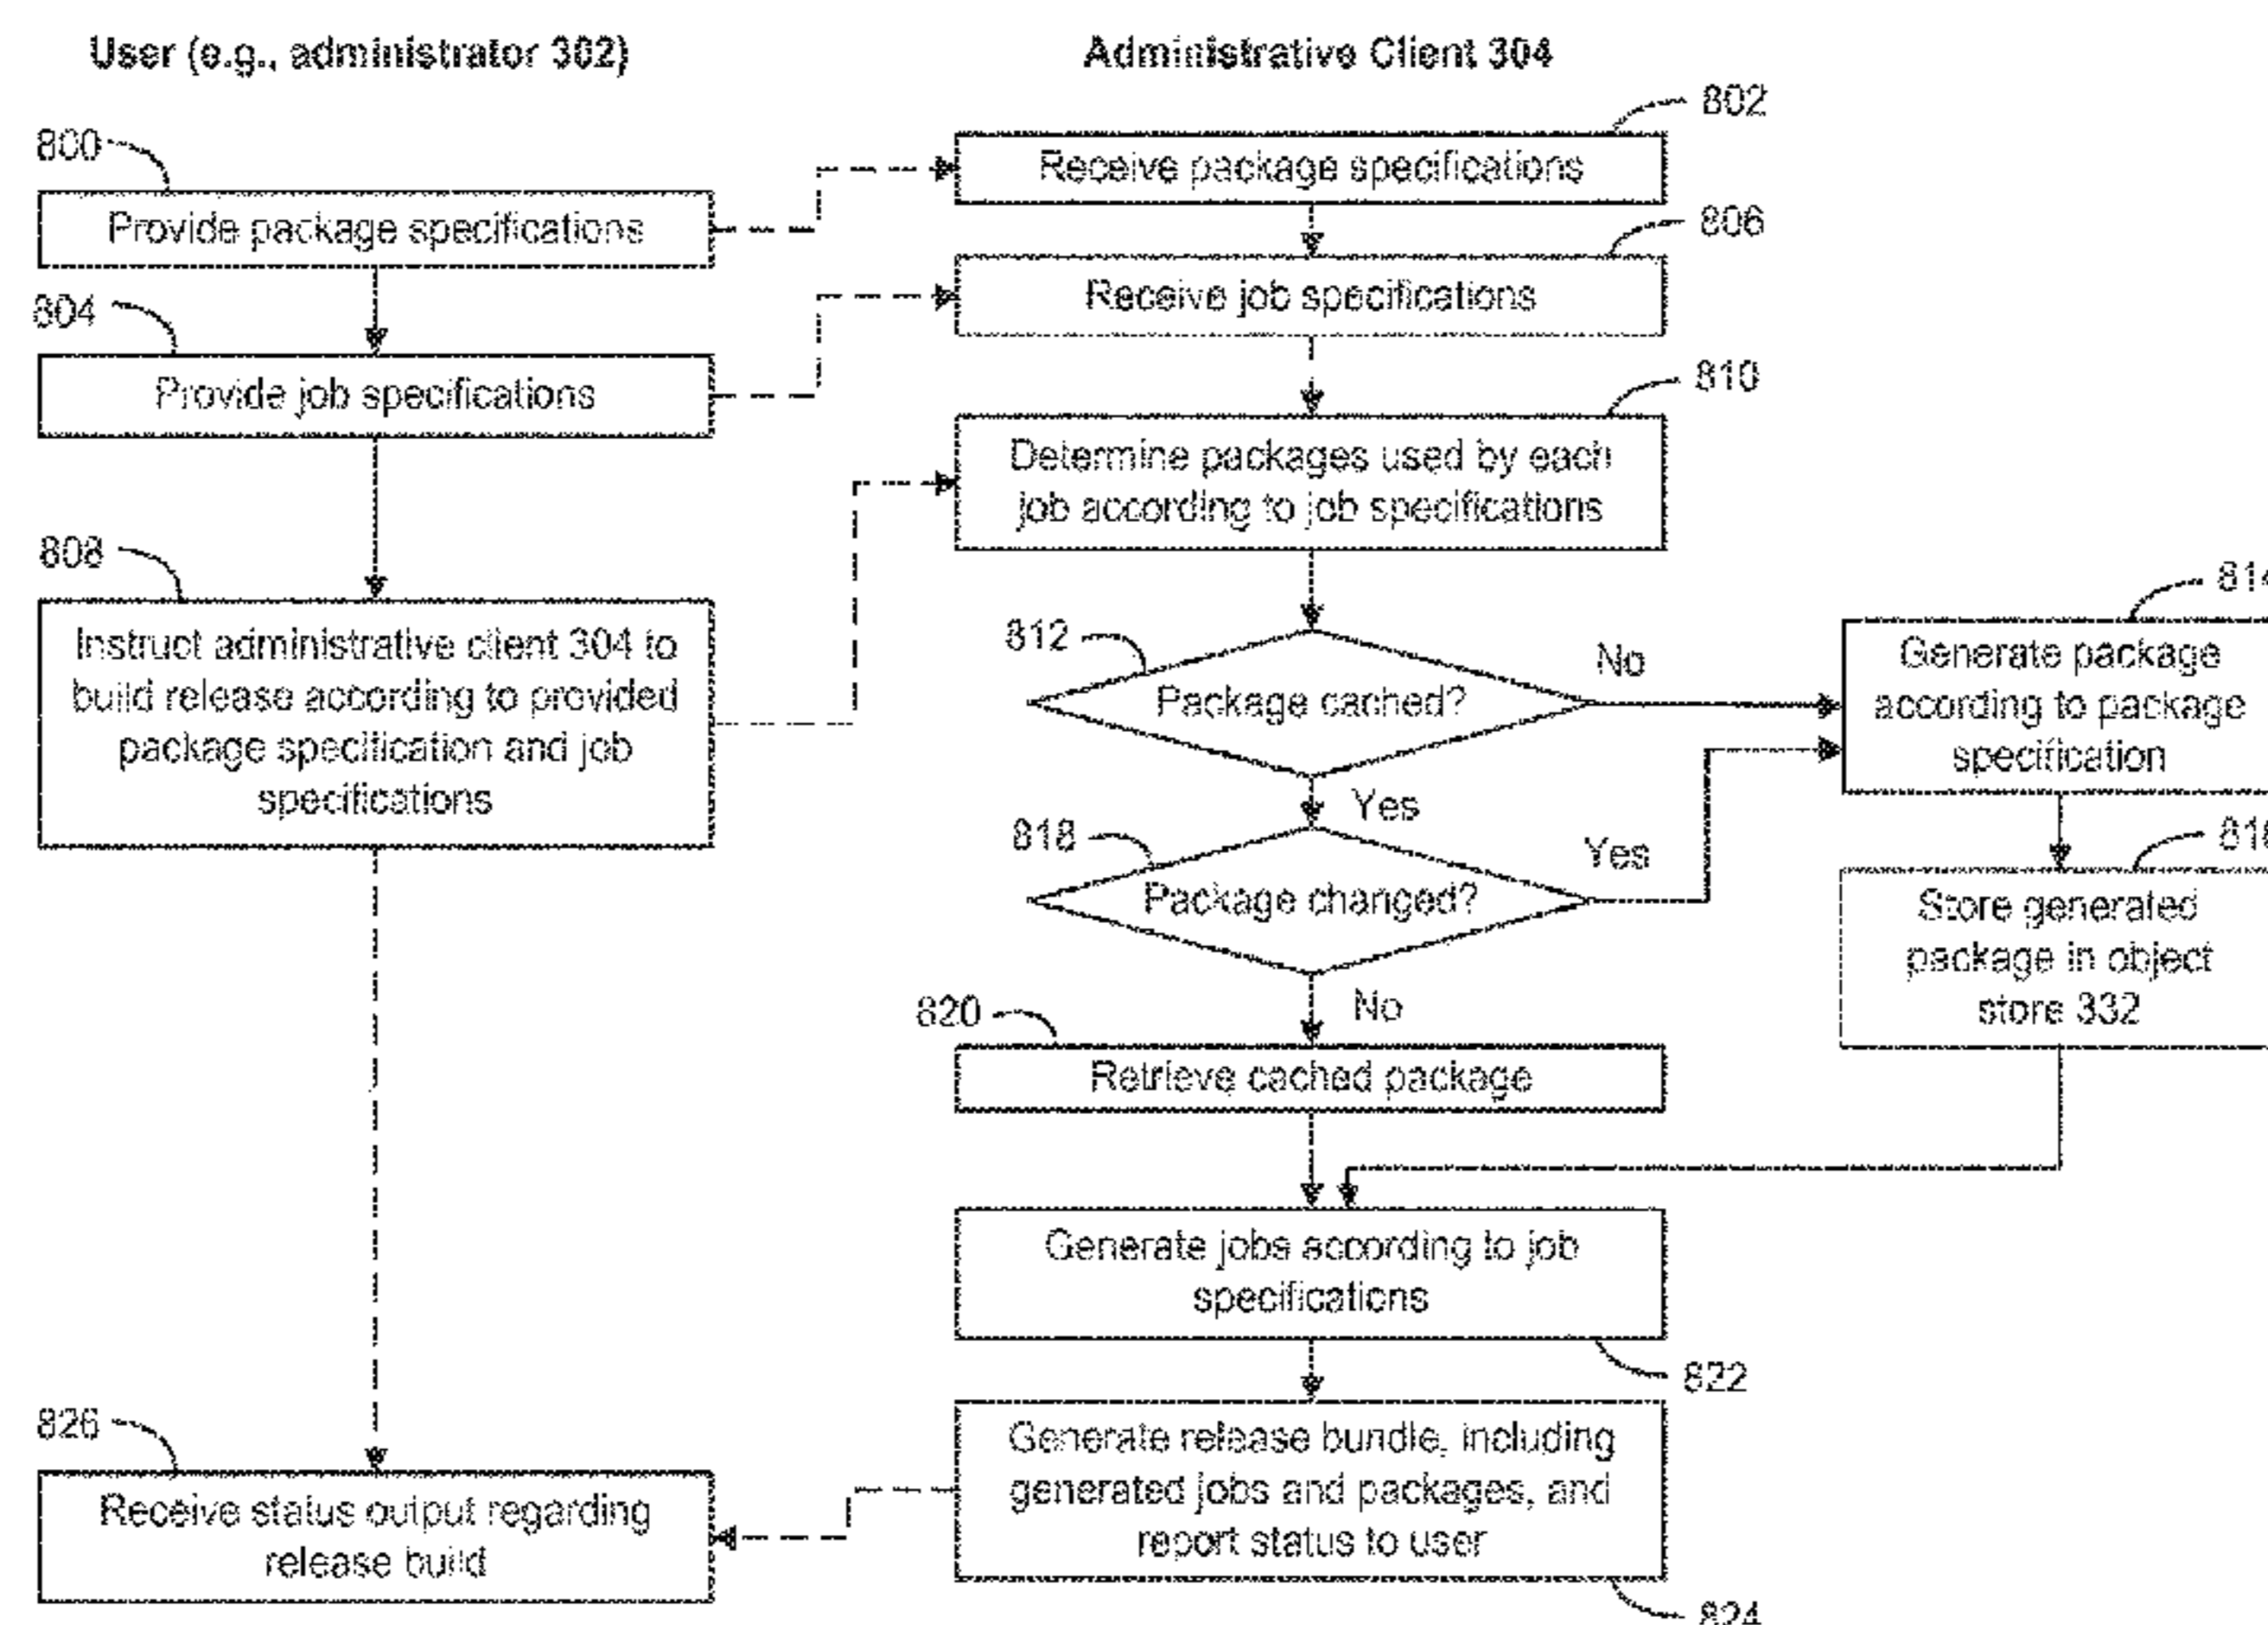 User (e.g., administrator 302)
Administrative Client 304
800
Provide package specifications
802
Receive package specifications
804
Provide job specifications
806
Receive job specifications
808
Instruct administrative client 304 to
build release according to provided
package specification and job
specifications
810
Determine packages used by each
job according to job specifications
812
Package cached?
No
Yes
814
Generate package
according to package
specification
Store generated
package in object
store 332
818
Package changed?
Yes
No
820
Retrieve cached package
Generate jobs according to job
specifications
822
Generate release bundle, including
generated jobs and packages, and
report status to user
824
826
Receive status output regarding
release build